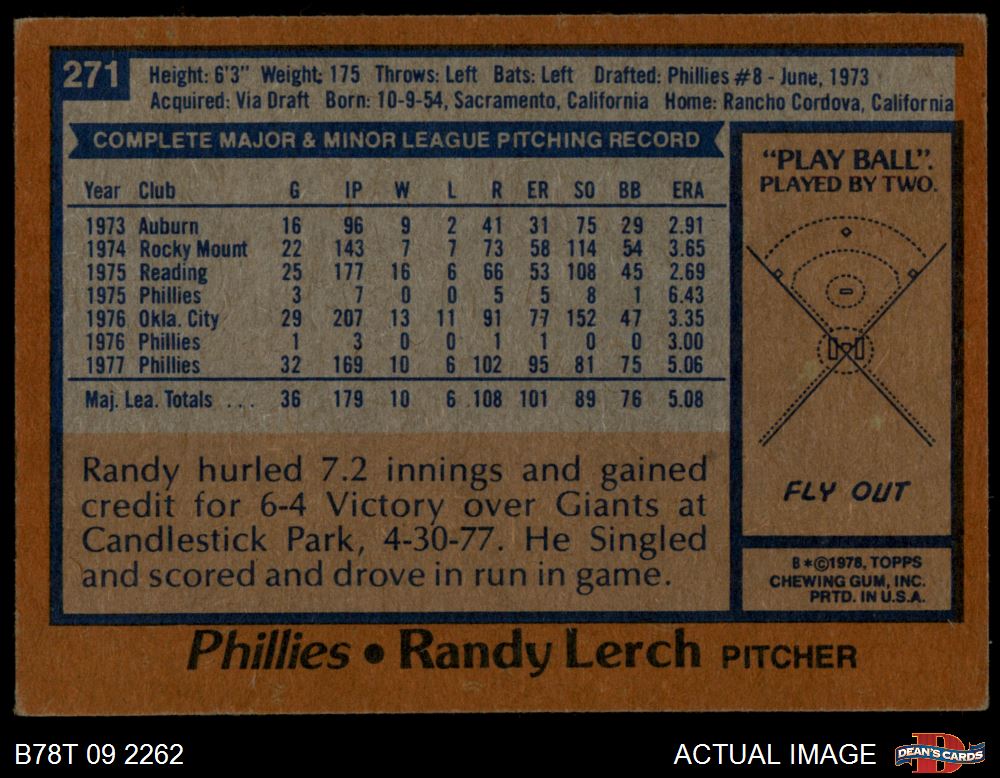 271
Height: 6'3" Weight: 175 Throws: Left Bats: Left Drafted: Phillies #8 - June, 1973
Acquired: Via Draft Born: 10-9-54, Sacramento, California Home: Rancho Cordova, California
COMPLETE MAJOR & MINOR LEAGUE PITCHING RECORD
Year Club G IP W L R ER SO BB ERA
1973 Auburn 16 96 9 2 41 31 75 29 2.91
1974 Rocky Mount 22 143 7 7 73 58 114 54 3.65
1975 Reading 25 177 16 6 66 53 108 45 2.69
1975 Phillies 3 7 0 0 5 5 8 1 6.43
1976 Okla. City 29 207 13 11 91 77 152 47 3.35
1976 Phillies 1 3 0 0 1 1 0 0 3.00
1977 Phillies 32 169 10 6 102 95 81 75 5.06
Maj. Lea. Totals ... 36 179 10 6 108 101 89 76 5.08
Randy hurled 7.2 innings and gained
credit for 6-4 Victory over Giants at
Candlestick Park, 4-30-77. He Singled
and scored and drove in run in game.
"PLAY BALL".
PLAYED BY TWO.
FLY OUT
B*©1978, TOPPS
CHEWING GUM, INC.
PRTD. IN U.S.A.
Phillies • Randy Lerch PITCHER
B78T 09 2262
ACTUAL IMAGE
D
DEAN'S CARDS